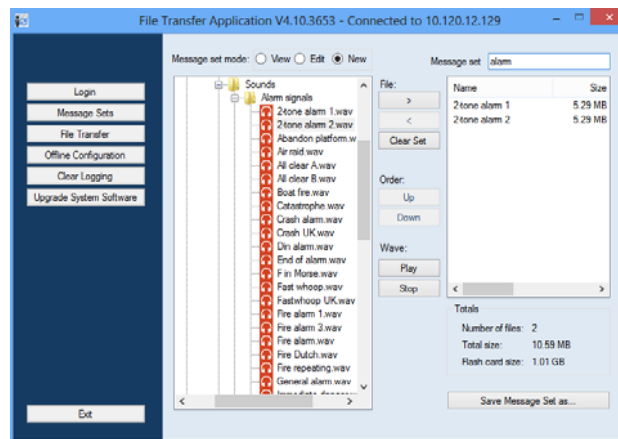 File Transfer Application V4.10.3653 - Connected to 10.120.12.129
Login
Message Sets
File Transfer
Offline Configuration
Clear Logging
Upgrade System Software
Exit
Message set mode: View Edit New
Sounds
Alarm signals
2-tone alarm 1.wav
2-tone alarm 2.wav
Abandon platform.w
Air raid.wav
All clear A.wav
All clear B.wav
Boat fire.wav
Catastrophe.wav
Crash alarm.wav
Crash UK.wav
Din alarm.wav
End of alarm.wav
F in Morse.wav
Fast whoop.wav
Fastwhoop UK.wav
Fire alarm 1.wav
Fire alarm 3.wav
Fire alarm.wav
Fire Dutch.wav
Fire repeating.wav
General alarm.wav
File:
>
<
Clear Set
Order:
Up
Down
Wave:
Play
Stop
Message set alarm
Name Size
2-tone alarm 1 5.29 MB
2-tone alarm 2 5.29 MB
Totals
Number of files: 2
Total size: 10.59 MB
Flash card size: 1.01 GB
Save Message Set as...